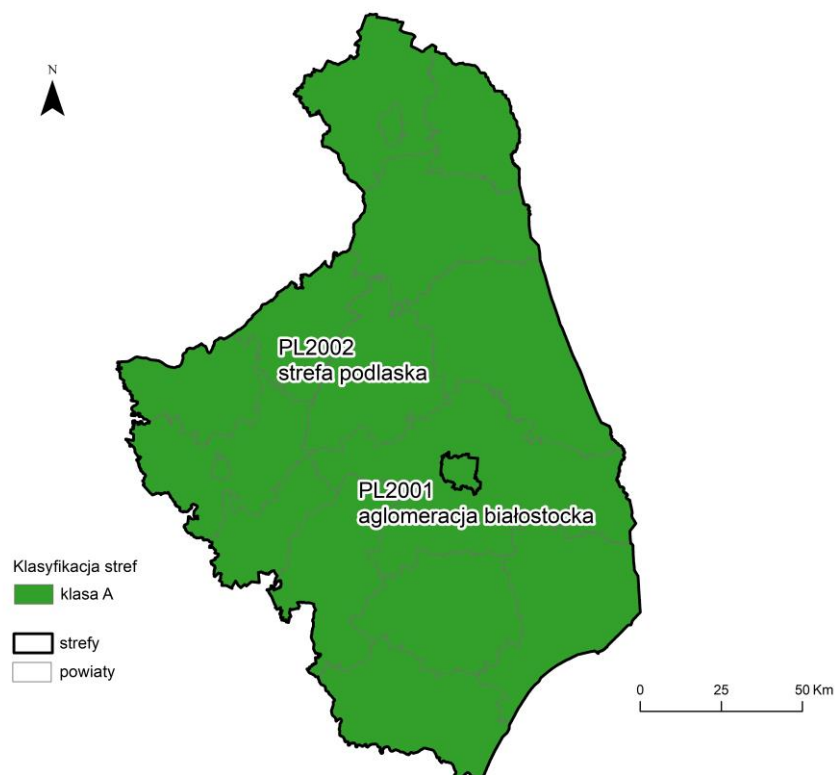 N
PL2002
strefa podlaska
PL2001
aglomeracja białostocka
Klasyfikacja stref
klasa A
strefy
powiaty
0 25 50 Km